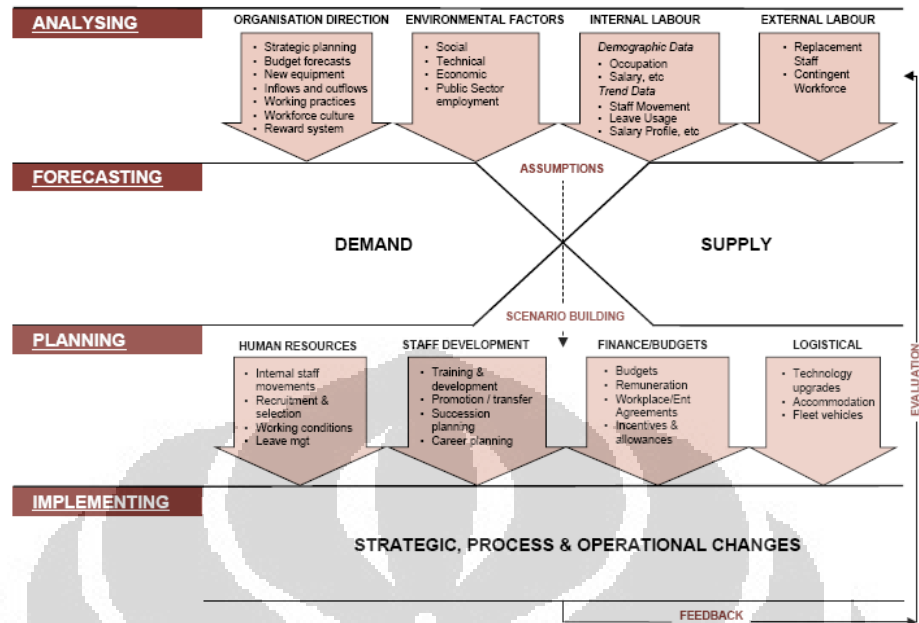 ANALYSING
ORGANISATION DIRECTION
• Strategic planning
• Budget forecasts
• New equipment
• Inflows and outflows
• Working practices
• Workforce culture
• Reward system
ENVIRONMENTAL FACTORS
• Social
• Technical
• Economic
• Public Sector
employment
INTERNAL LABOUR
Demographic Data
• Occupation
• Salary, etc
Trend Data
• Staff Movement
• Leave Usage
• Salary Profile, etc
EXTERNAL LABOUR
• Replacement
Staff
• Contingent
Workforce
FORECASTING
ASSUMPTIONS
DEMAND
SUPPLY
SCENARIO BUILDING
PLANNING
HUMAN RESOURCES
• Internal staff
movements
• Recruitment &
selection
• Working conditions
• Leave mgt
STAFF DEVELOPMENT
• Training &
development
• Promotion / transfer
• Succession
planning
• Career planning
FINANCE/BUDGETS
• Budgets
• Remuneration
• Workplace/Ent
Agreements
• Incentives &
allowances
LOGISTICAL
• Technology
upgrades
• Accommodation
• Fleet vehicles
EVALUATION
IMPLEMENTING
STRATEGIC, PROCESS & OPERATIONAL CHANGES
FEEDBACK